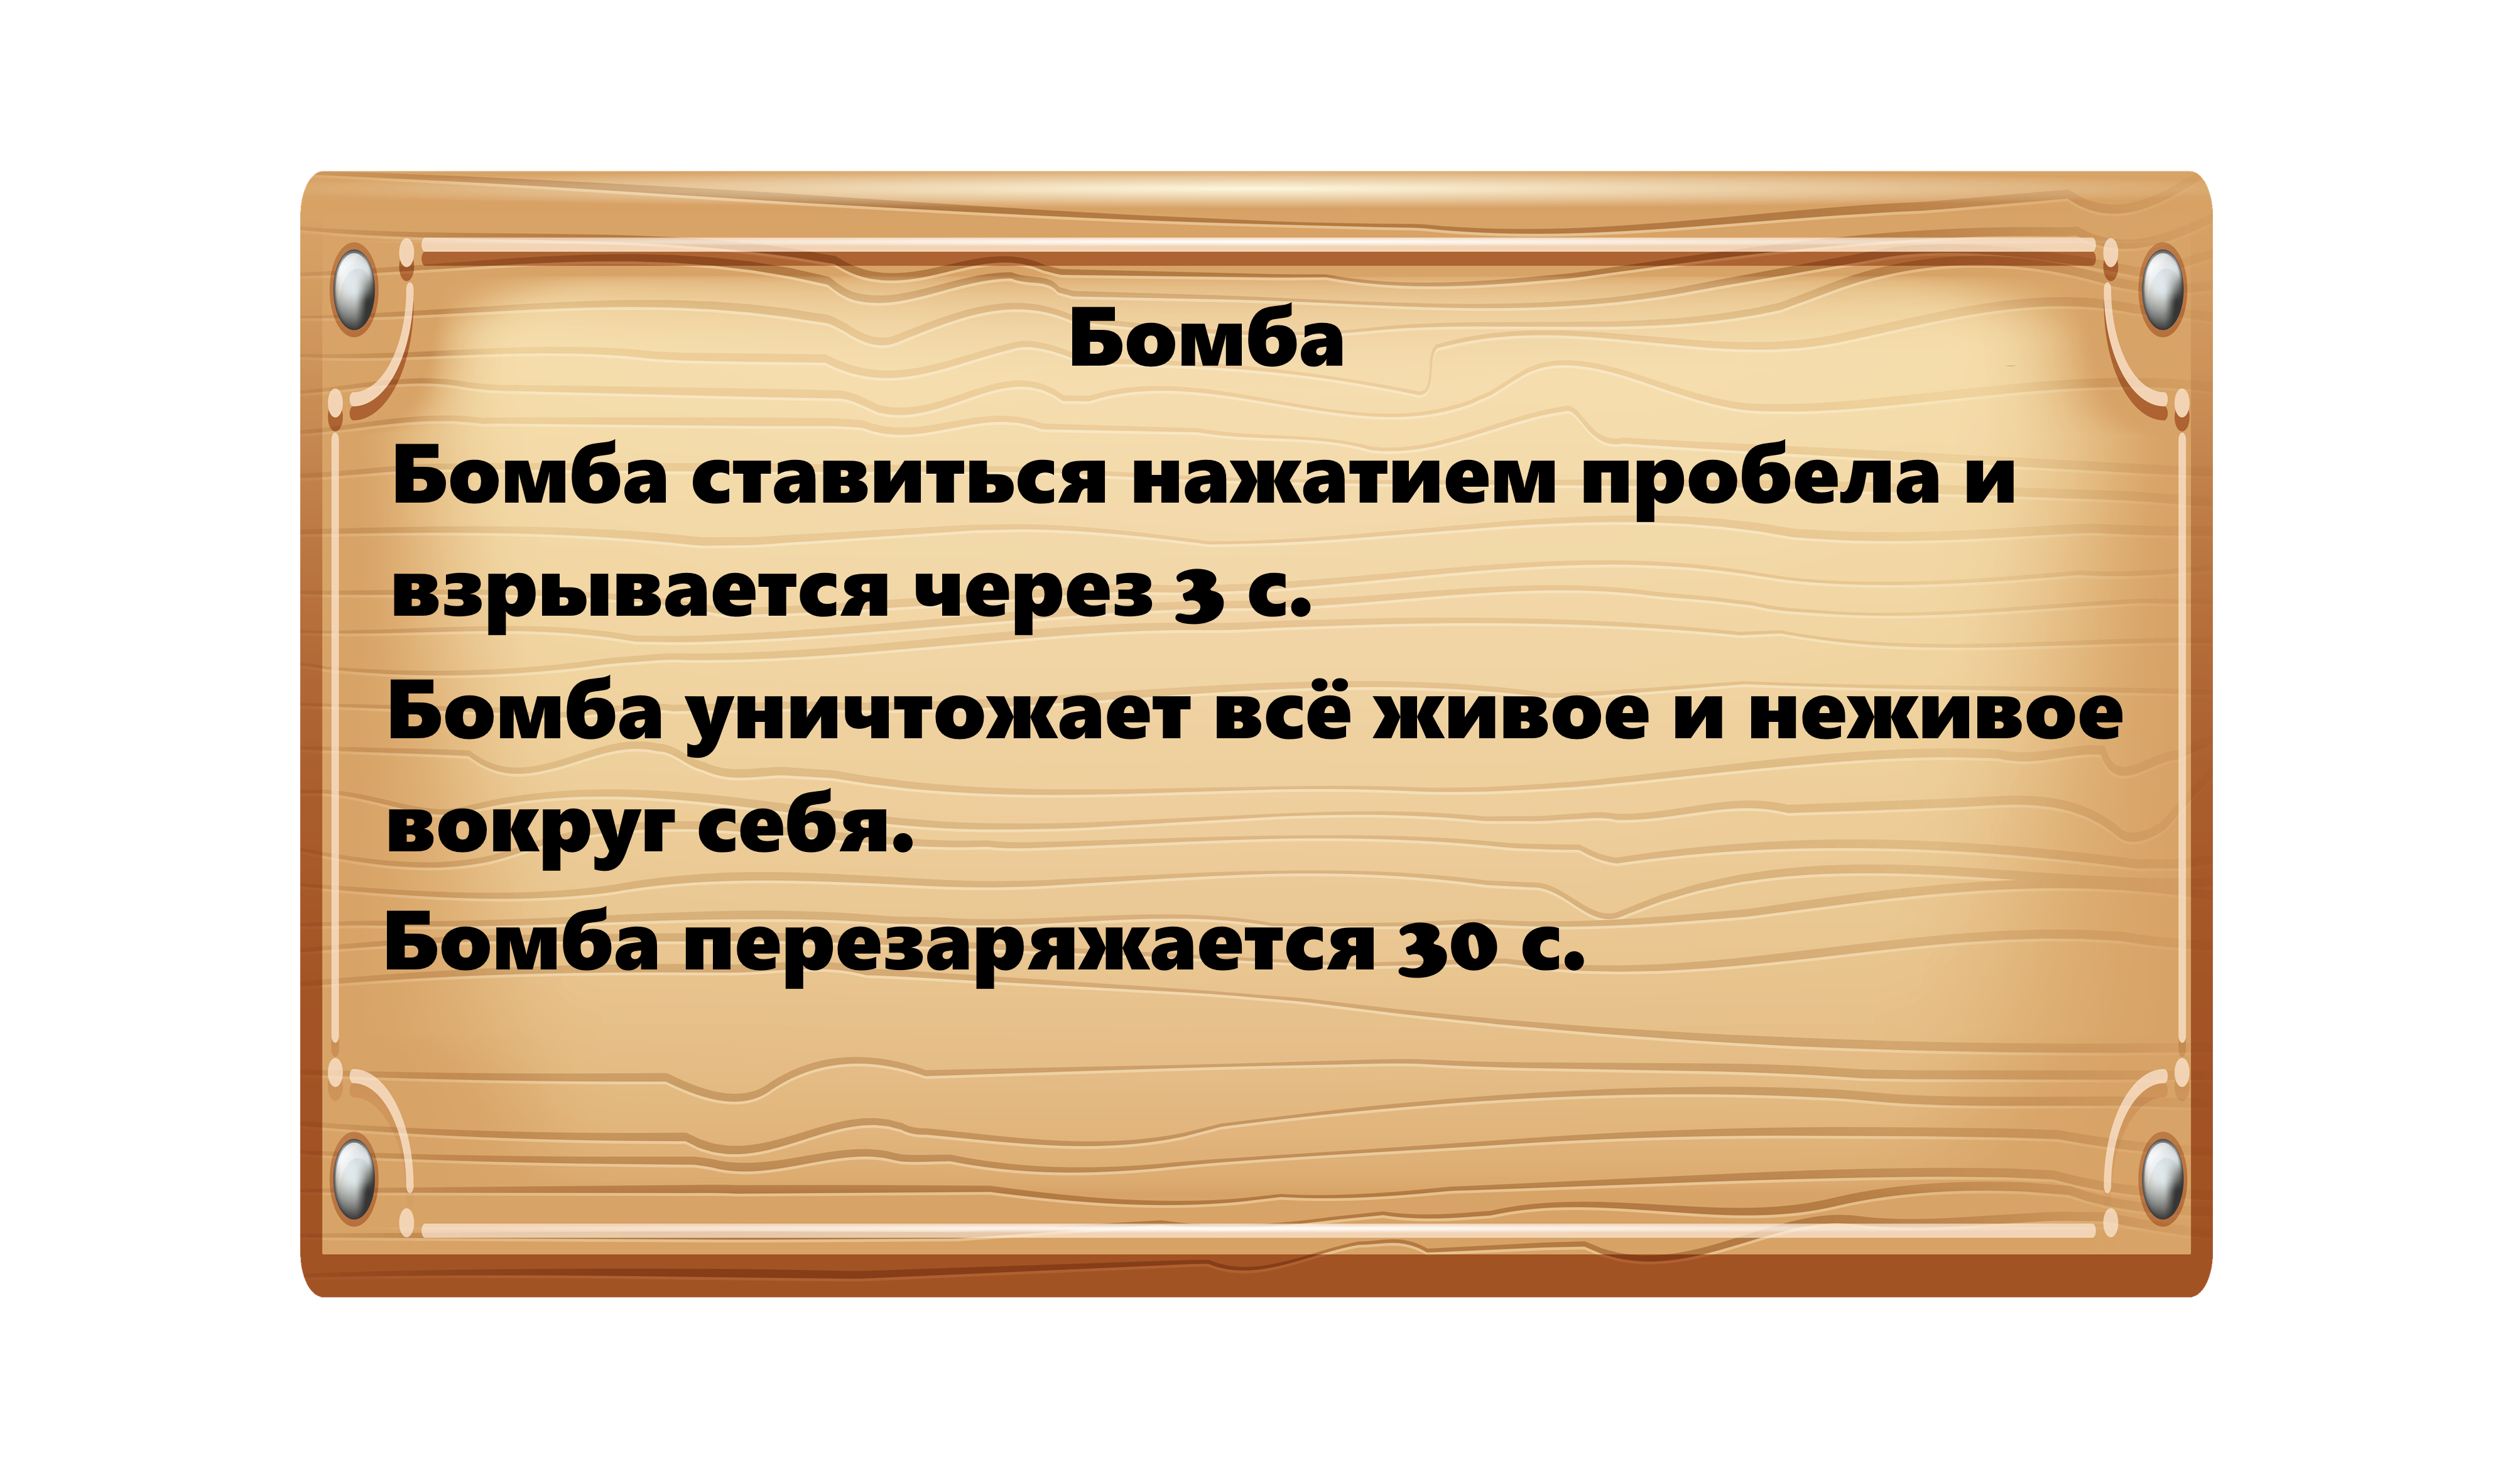 Бомба
Бомба ставиться нажатием пробела и
взрывается через 3 с.
Бомба уничтожает всё живое и неживое
вокруг себя.
Бомба перезаряжается 30 с.